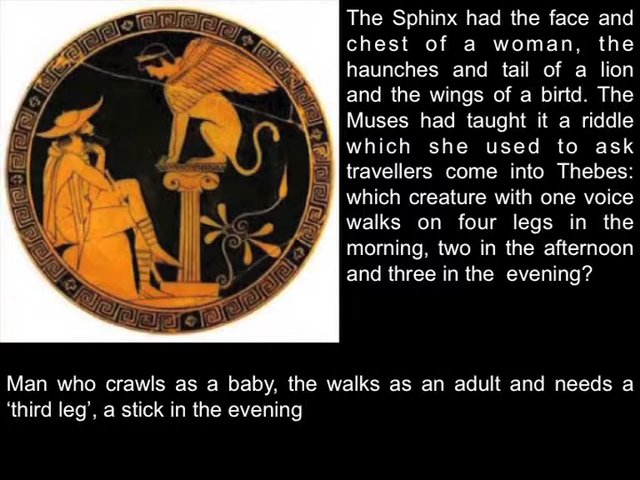 The Sphinx had the face and
chest of a woman, the
haunches and tail of a lion
and the wings of a birtd. The
Muses had taught it a riddle
which she used to ask
travellers come into Thebes:
which creature with one voice
walks on four legs in the
morning, two in the afternoon
and three in the evening?
Man who crawls as a baby, the walks as an adult and needs a
‘third leg’, a stick in the evening